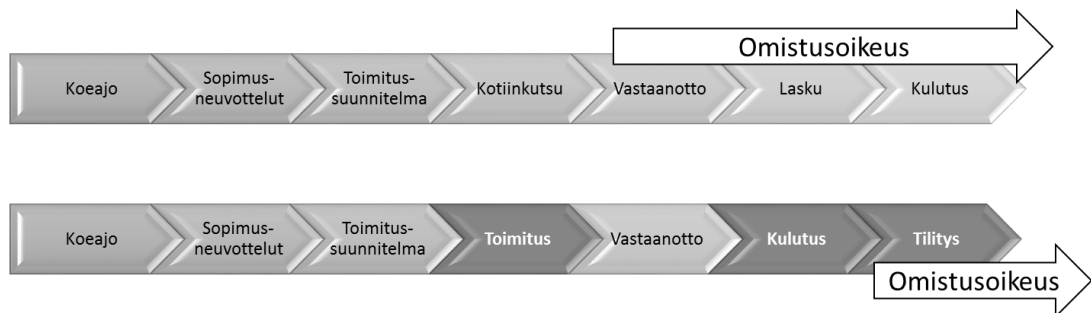 Omistusoikeus
Koeajo
Sopimus-
neuvottelut
Toimitus-
suunnitelma
Kotiinkutsu
Vastaanotto
Lasku
Kulutus
Koeajo
Sopimus-
neuvottelut
Toimitus-
suunnitelma
Toimitus
Vastaanotto
Kulutus
Tilitys
Omistusoikeus